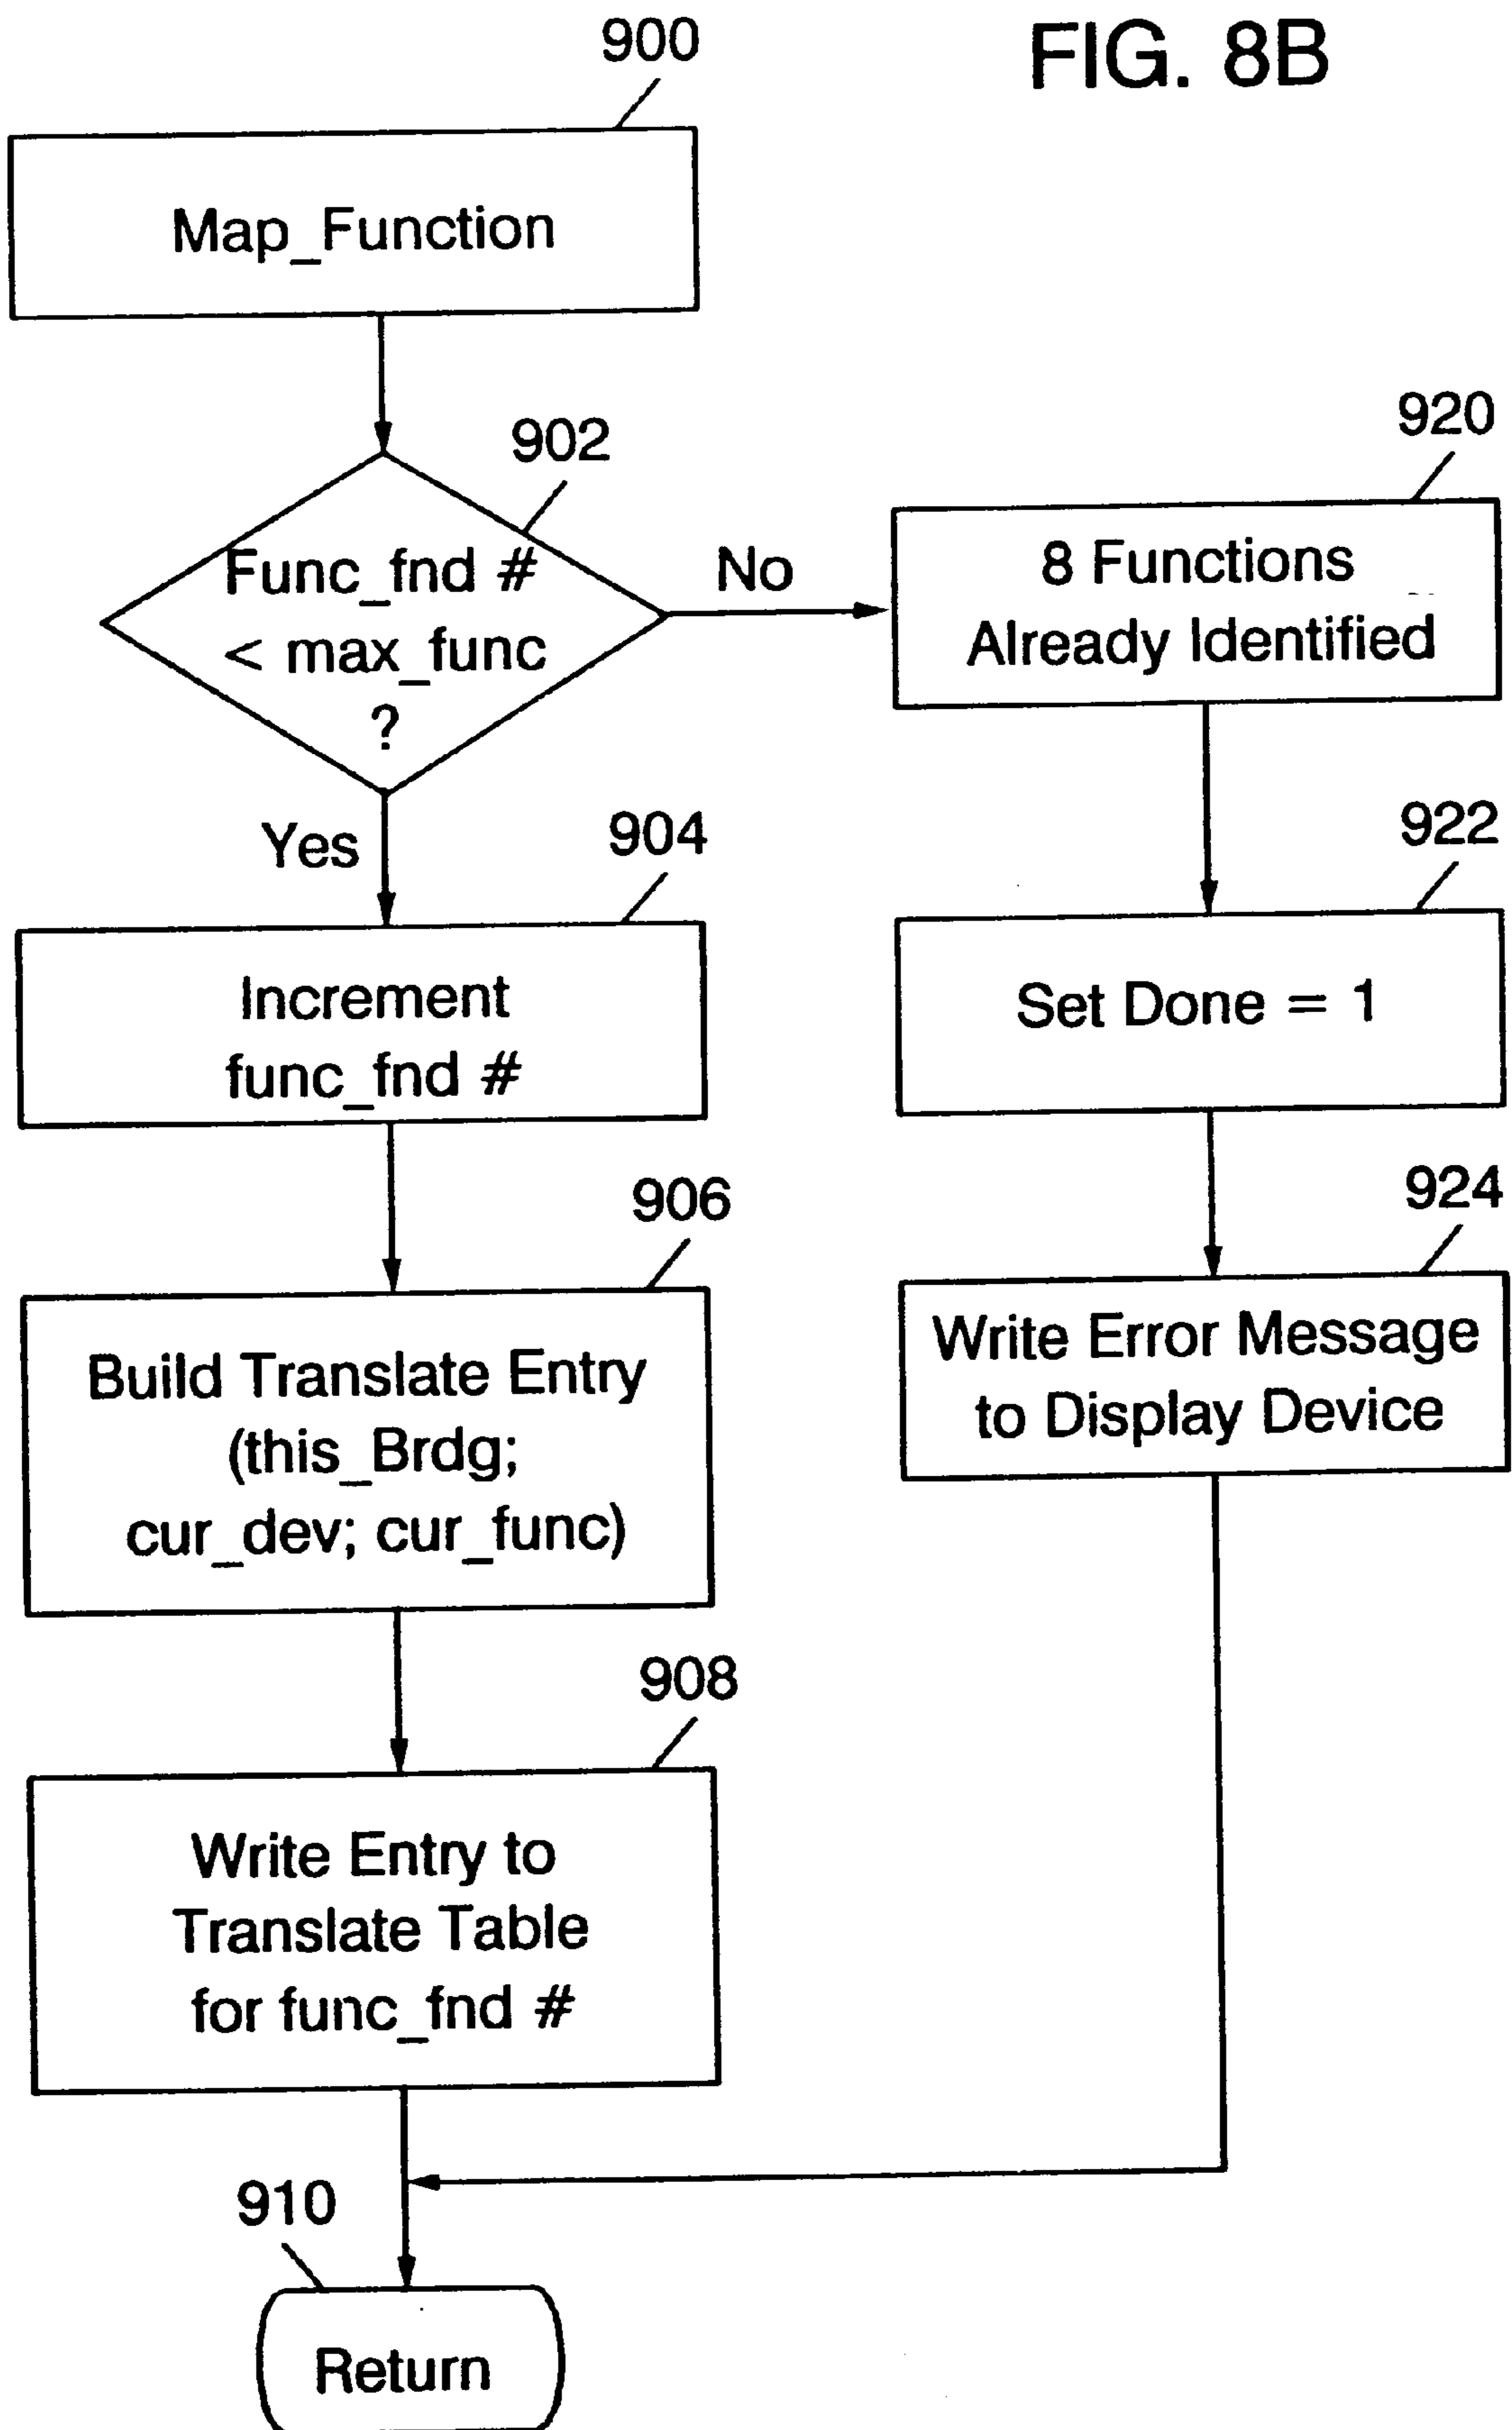 FIG. 8B
900
Map_Function
902
Func_fnd #
< max_func
?
No
Yes
920
8 Functions
Already Identified
904
Increment
func_fnd #
922
Set Done = 1
906
Build Translate Entry
(this_Brdg;
cur_dev; cur_func)
924
Write Error Message
to Display Device
908
Write Entry to
Translate Table
for func_fnd #
910
Return